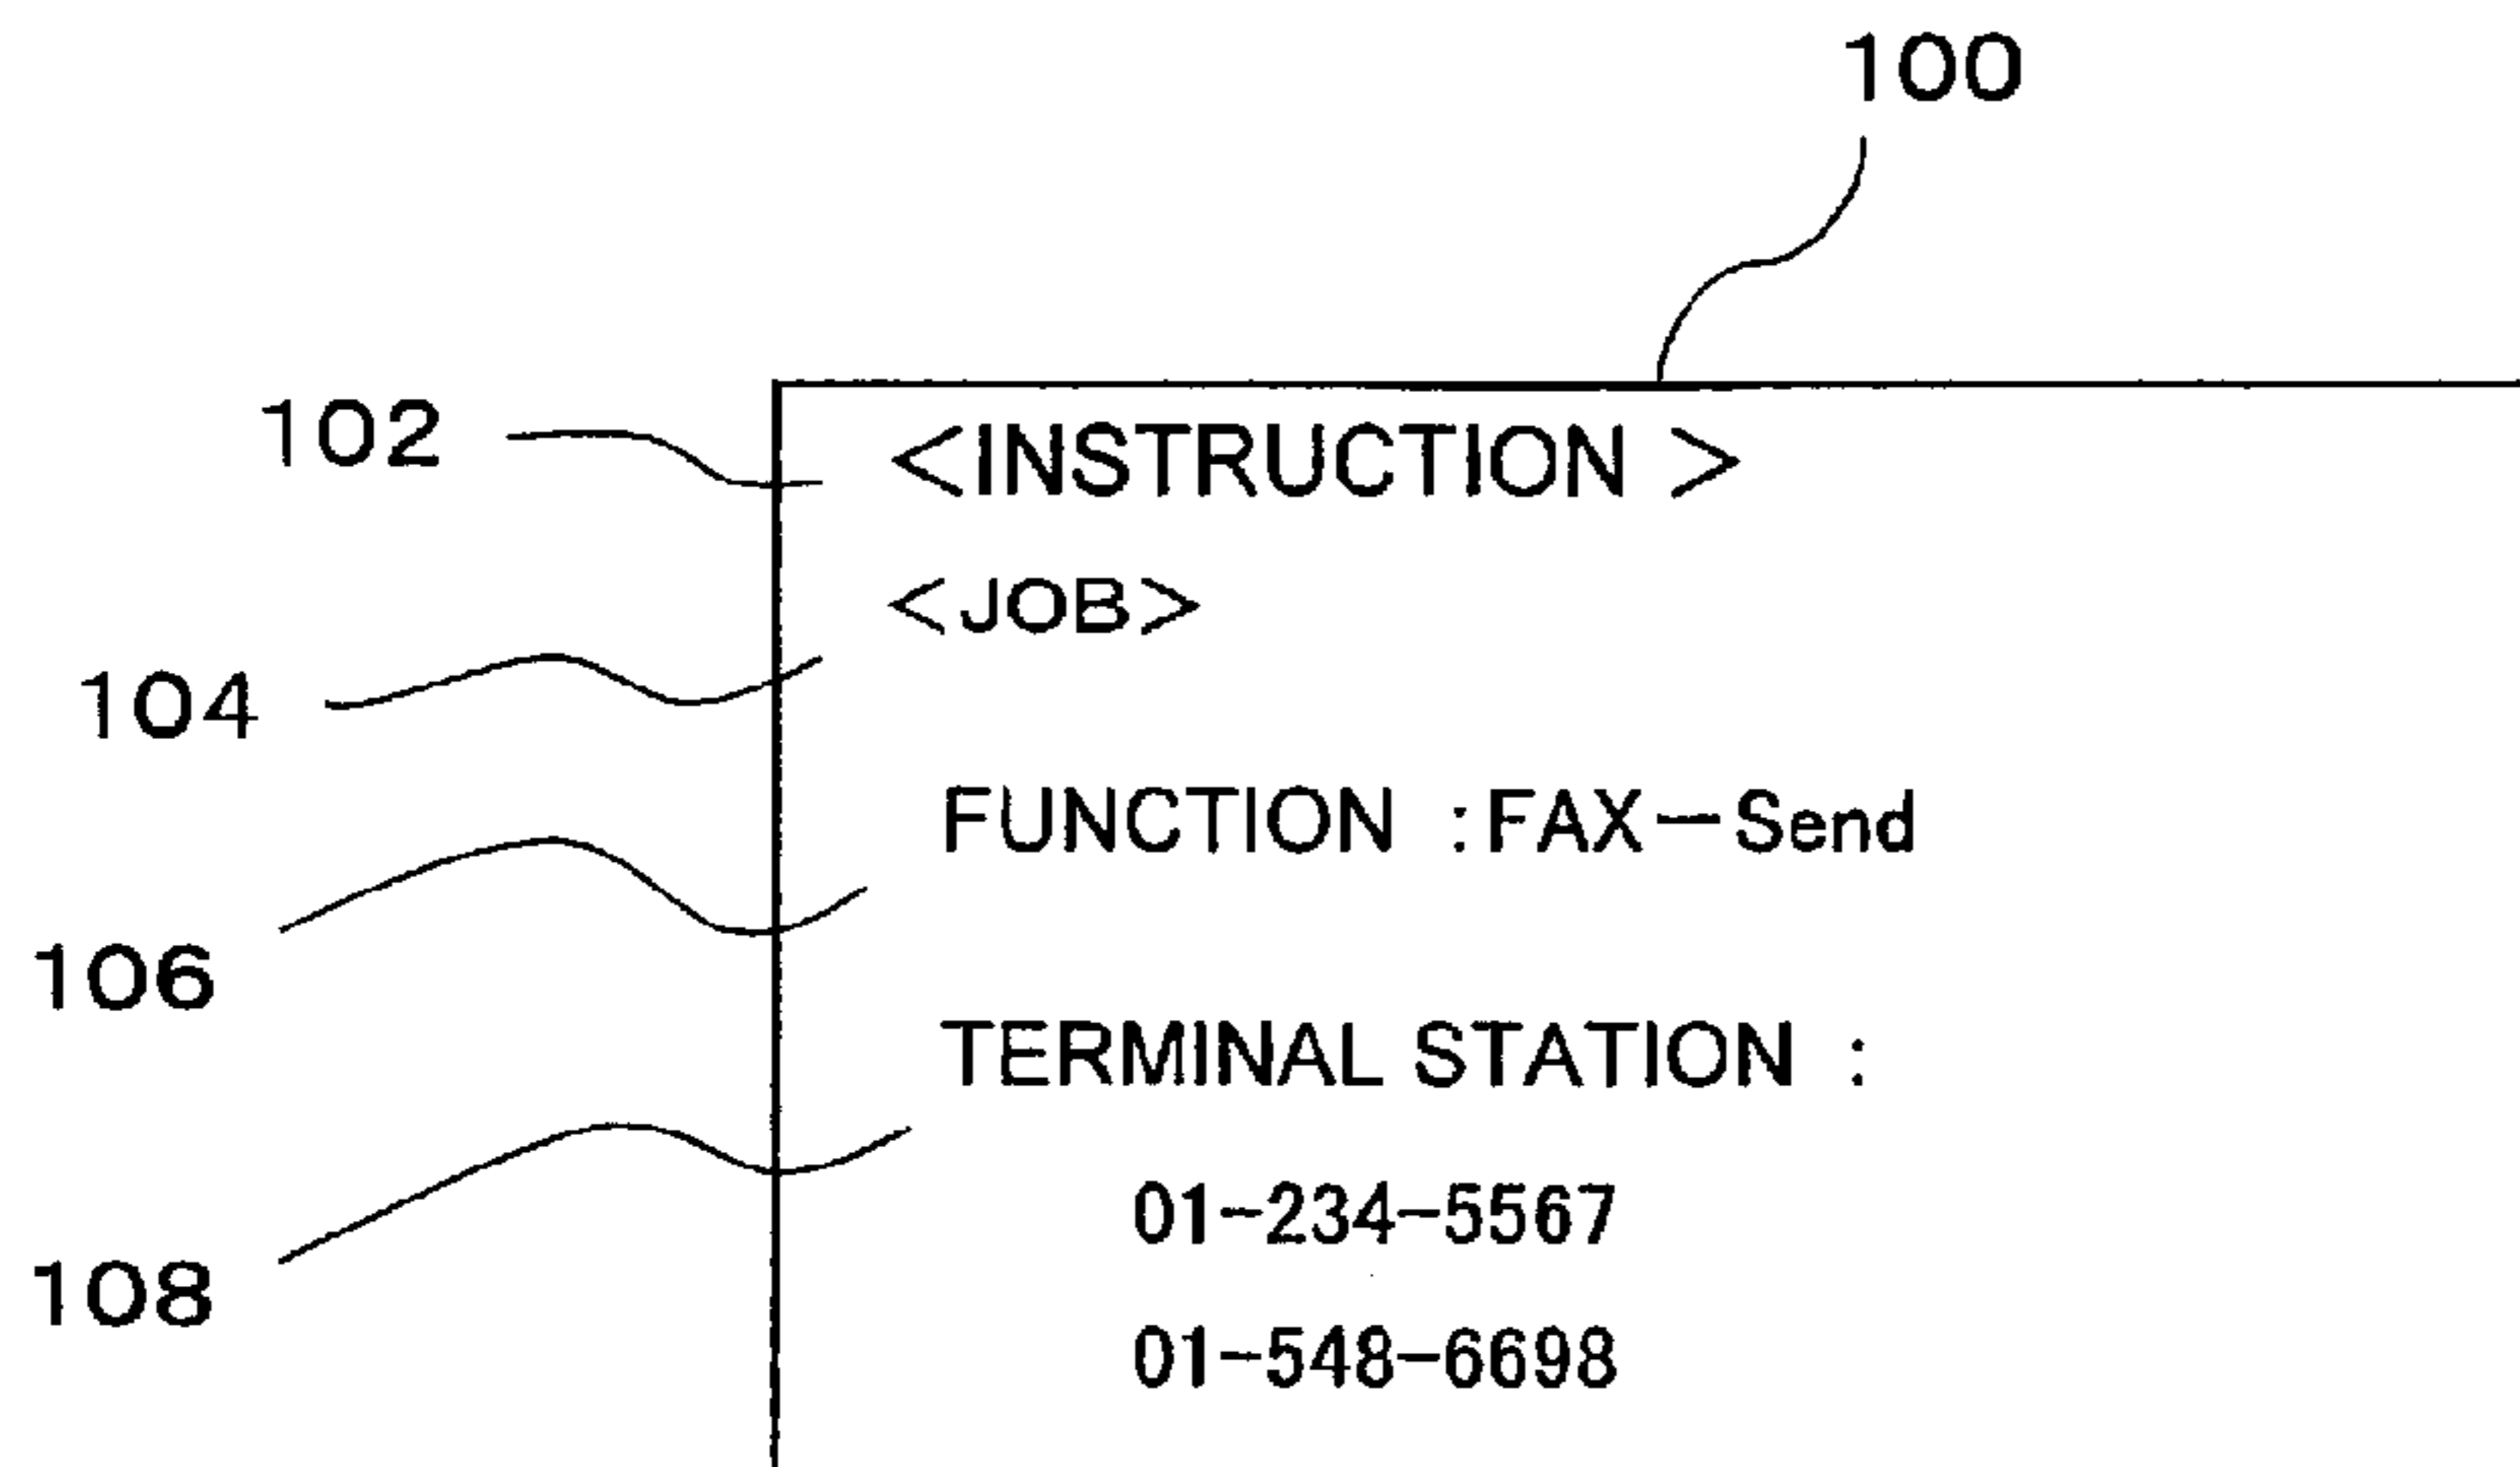 100
102
<INSTRUCTION >
<JOB>
104
FUNCTION :FAX-Send
106
TERMINAL STATION :
01-234-5567
108
01-548-6698